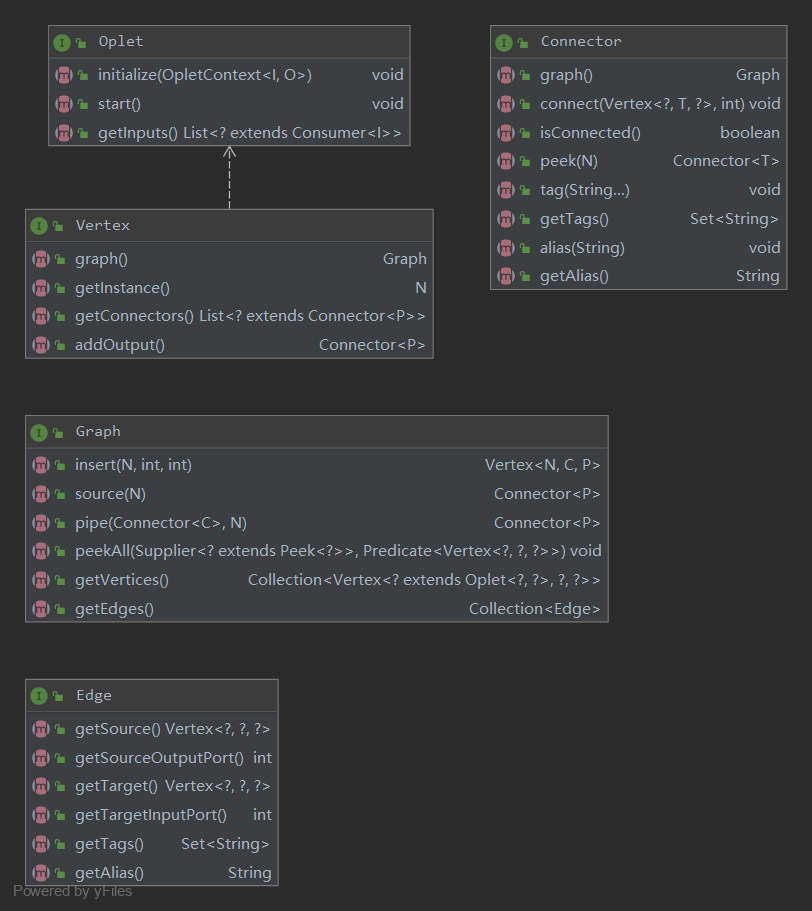 Oplet
initialize(OpletContext<I, O>) void
start() void
getInputs() List<? extends Consumer<I>>
Connector
graph() Graph
connect(Vertex<?, T, ?>, int) void
isConnected() boolean
peek(N) Connector<T>
tag(String...) void
getTags() Set<String>
alias(String) void
getAlias() String
Vertex
graph() Graph
getInstance() N
getConnectors() List<? extends Connector<P>>
addOutput() Connector<P>
Graph
insert(N, int, int) Vertex<N, C, P>
source(N) Connector<P>
pipe(Connector<C>, N) Connector<P>
peekAll(Supplier<? extends Peek<?>>, Predicate<Vertex<?, ?, ?>>) void
getVertices() Collection<Vertex<? extends Oplet<?, ?>, ?, ?>>
getEdges() Collection<Edge>
Edge
getSource() Vertex<?, ?, ?>
getSourceOutputPort() int
getTarget() Vertex<?, ?, ?>
getTargetInputPort() int
getTags() Set<String>
getAlias() String
Powered by yFiles